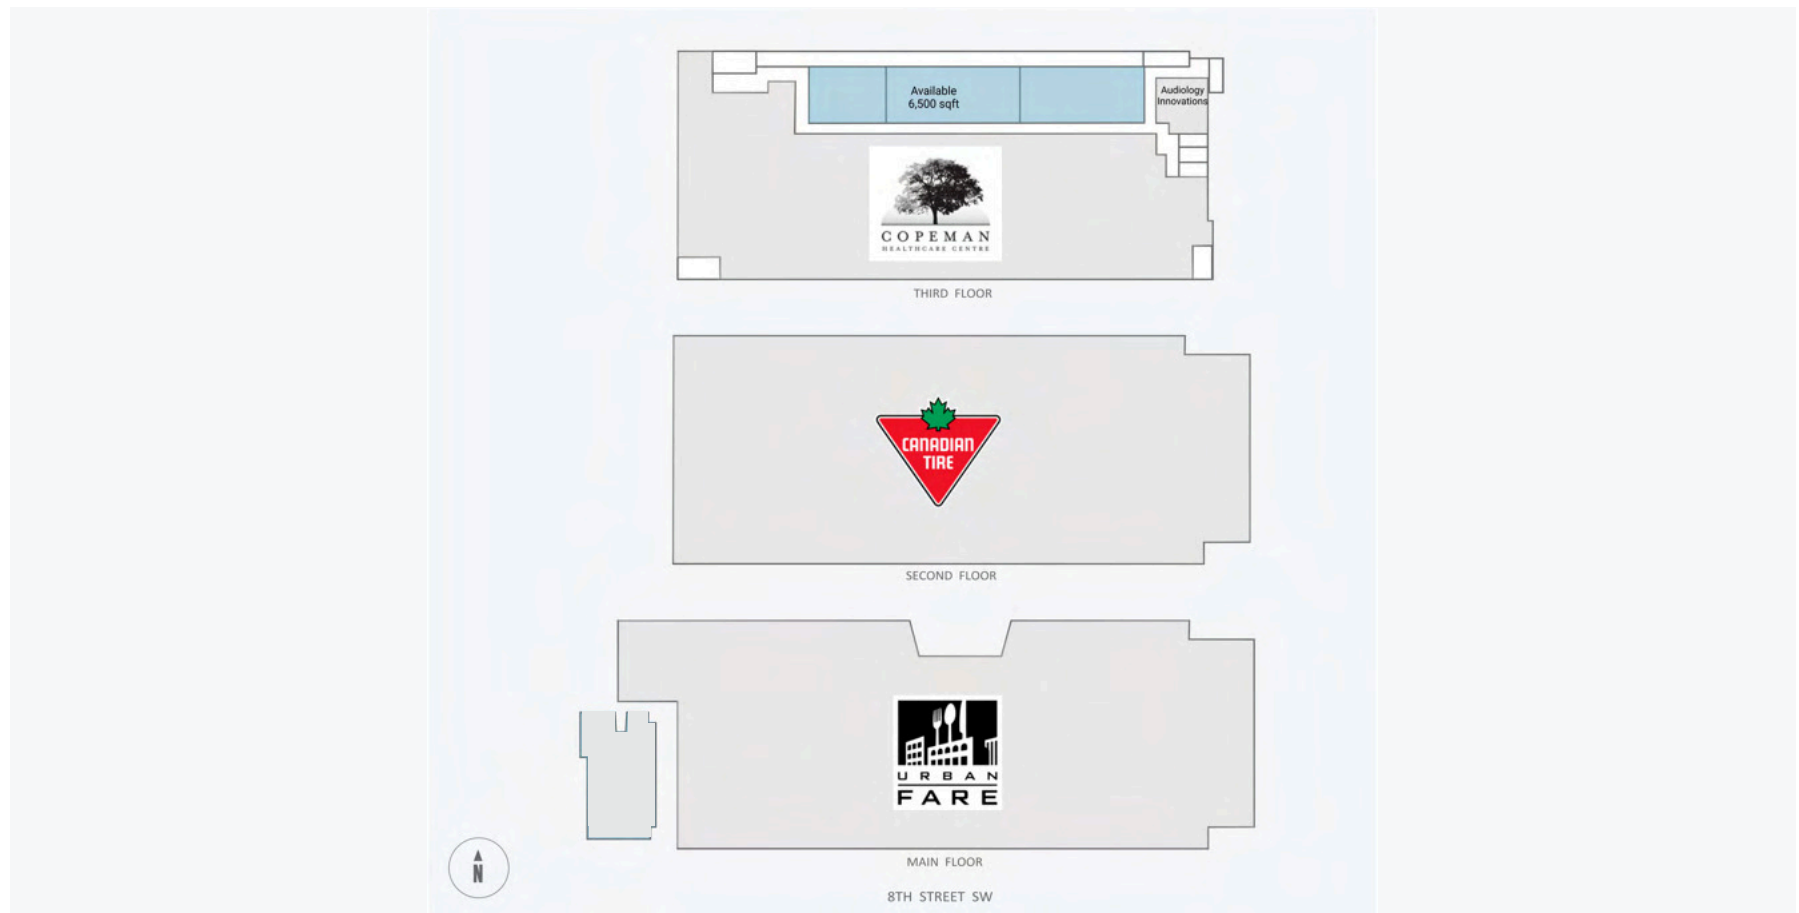 Available
6,500 sqft
Audiology
Innovations
COPEMAN
HEALTHCARE CENTRE
THIRD FLOOR
CANADIAN
TIRE
SECOND FLOOR
URBAN
FARE
MAIN FLOOR
N
8TH STREET SW